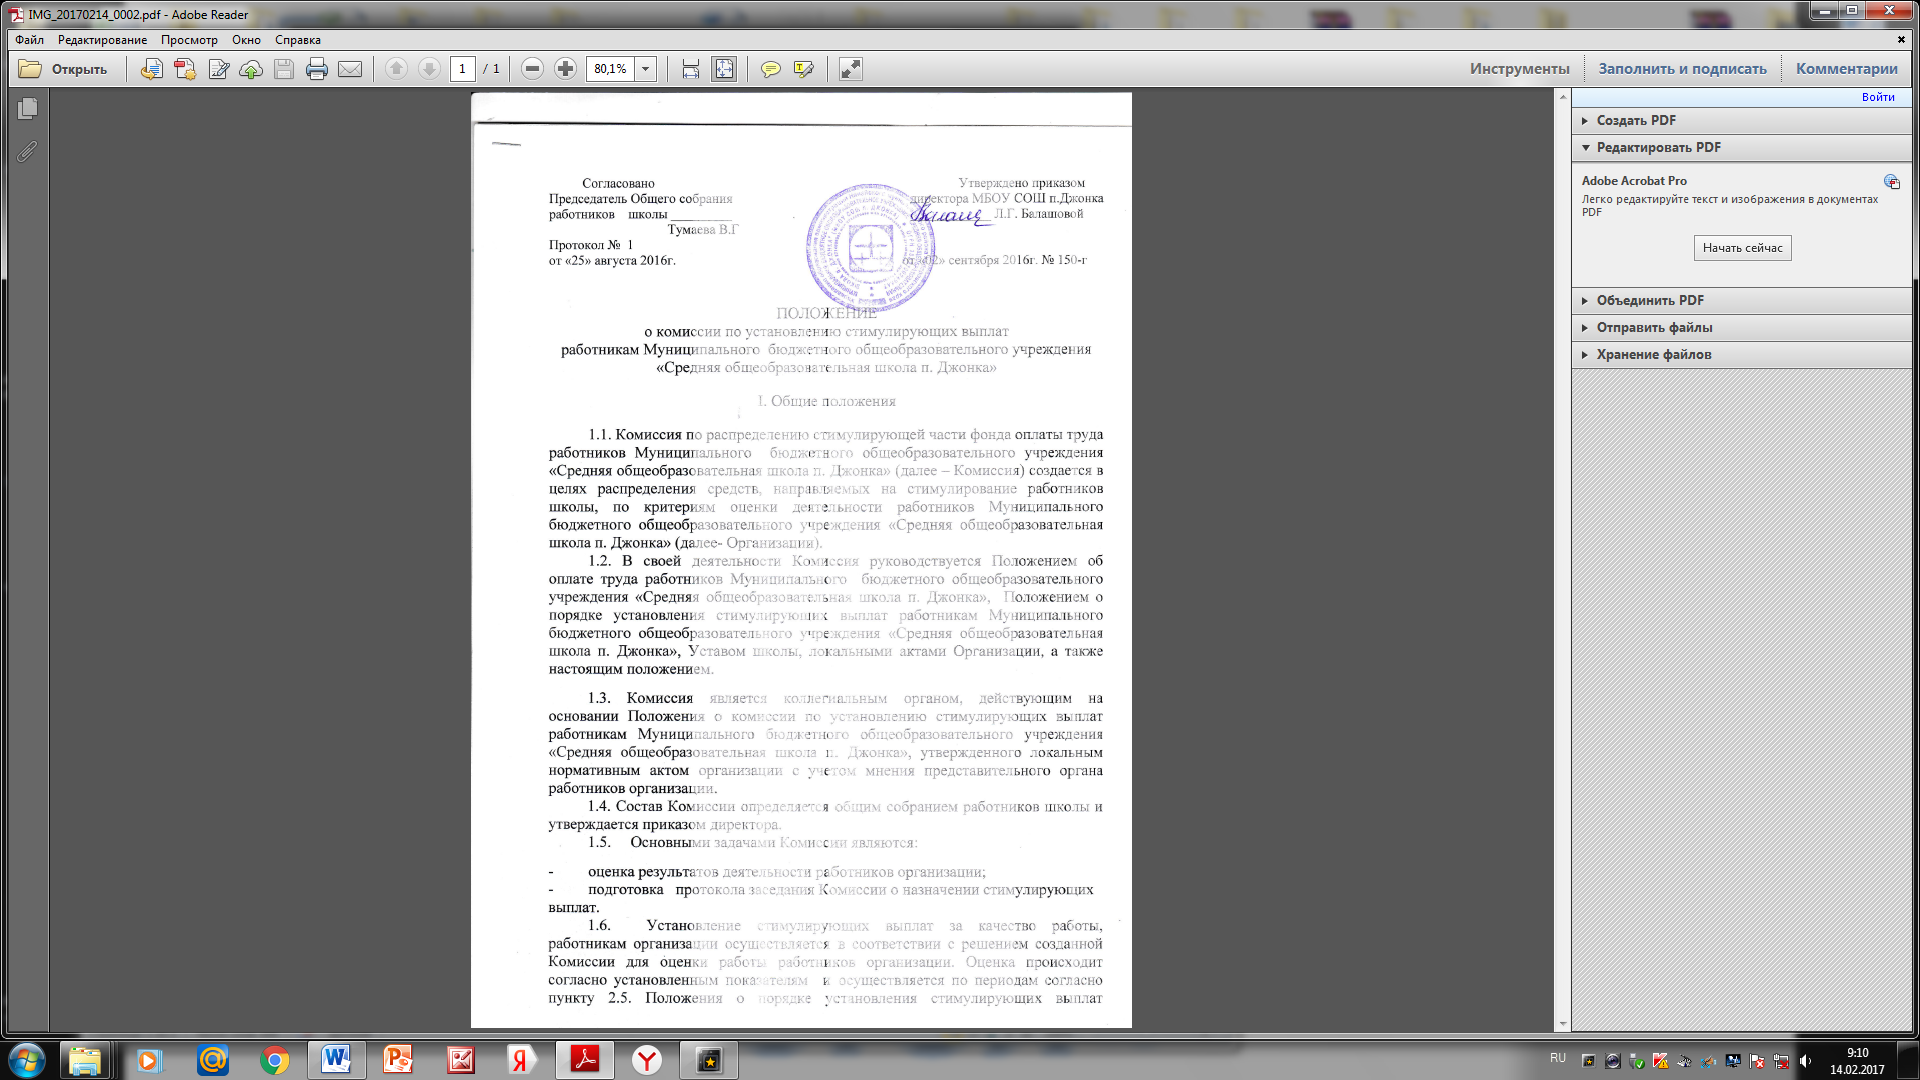 IMG_20170214_0002.pdf - Adobe Reader
Файл Редактирование Просмотр Окно Справка
Открыть 1 / 1 80,1% Инструменты Заполнить и подписать Комментарии
Войти
Создать PDF
Редактировать PDF
Adobe Acrobat Pro
Легко редактируйте текст и изображения в документах
PDF
Начать сейчас
Объединить PDF
Отправить файлы
Хранение файлов
Согласовано
Председатель Общего собрания
работников школы __________
Тумаева В.Г
Протокол № 1
от «25» августа 2016г.
Утверждено приказом
директора МБОУ СОШ п.Джонка
Л.Г. Балашовой
от «02» сентября 2016г. № 150-г
ПОЛОЖЕНИЕ
о комиссии по установлению стимулирующих выплат
работникам Муниципального бюджетного общеобразовательного учреждения
«Средняя общеобразовательная школа п. Джонка»
1. Общие положения
1.1. Комиссия по распределению стимулирующей части фонда оплаты труда
работников Муниципального бюджетного общеобразовательного учреждения
«Средняя общеобразовательная школа п. Джонка» (далее – Комиссия) создается в
целях распределения средств, направляемых на стимулирование работников
школы, по критериям оценки деятельности работников Муниципального
бюджетного общеобразовательного учреждения «Средняя общеобразовательная
школа п. Джонка» (далее- Организации).
1.2. В своей деятельности Комиссия руководствуется Положением об
оплате труда работников Муниципального бюджетного общеобразовательного
учреждения «Средняя общеобразовательная школа п. Джонка», Положением о
порядке установления стимулирующих выплат работникам Муниципального
бюджетного общеобразовательного учреждения «Средняя общеобразовательная
школа п. Джонка», Уставом школы, локальными актами Организации, а также
настоящим положением.
1.3. Комиссия является коллегиальным органом, действующим на
основании Положения о комиссии по установлению стимулирующих выплат
работникам Муниципального бюджетного общеобразовательного учреждения
«Средняя общеобразовательная школа п. Джонка», утвержденного локальным
нормативным актом организации с учетом мнения представительного органа
работников организации.
1.4. Состав Комиссии определяется общим собранием работников школы и
утверждается приказом директора.
1.5. Основными задачами Комиссии являются:
- оценка результатов деятельности работников организации;
- подготовка протокола заседания Комиссии о назначении стимулирующих
выплат.
1.6. Установление стимулирующих выплат за качество работы,
работникам организации осуществляется в соответствии с решением созданной
Комиссии для оценки работы работников организации. Оценка происходит
согласно установленным показателям и осуществляется по периодам согласно
пункту 2.5. Положения о порядке установления стимулирующих выплат
RU
9:10
14.02.2017